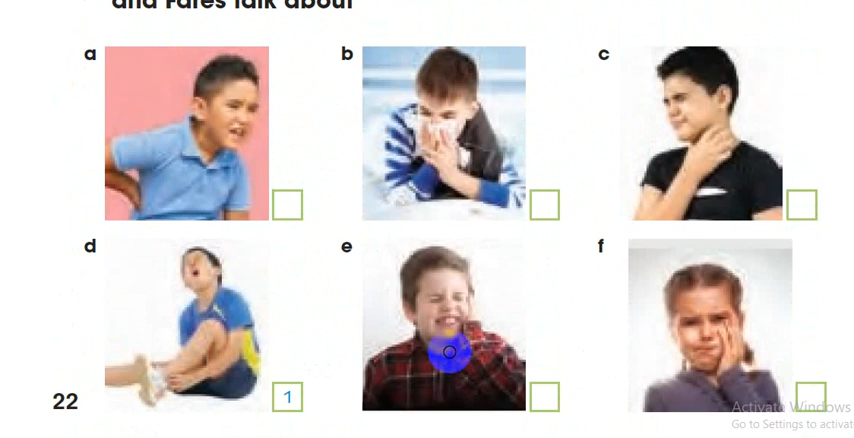 and Fares talk about
a
b
c
d
e
f
1
22
Activate Windows
Go to Settings to activat